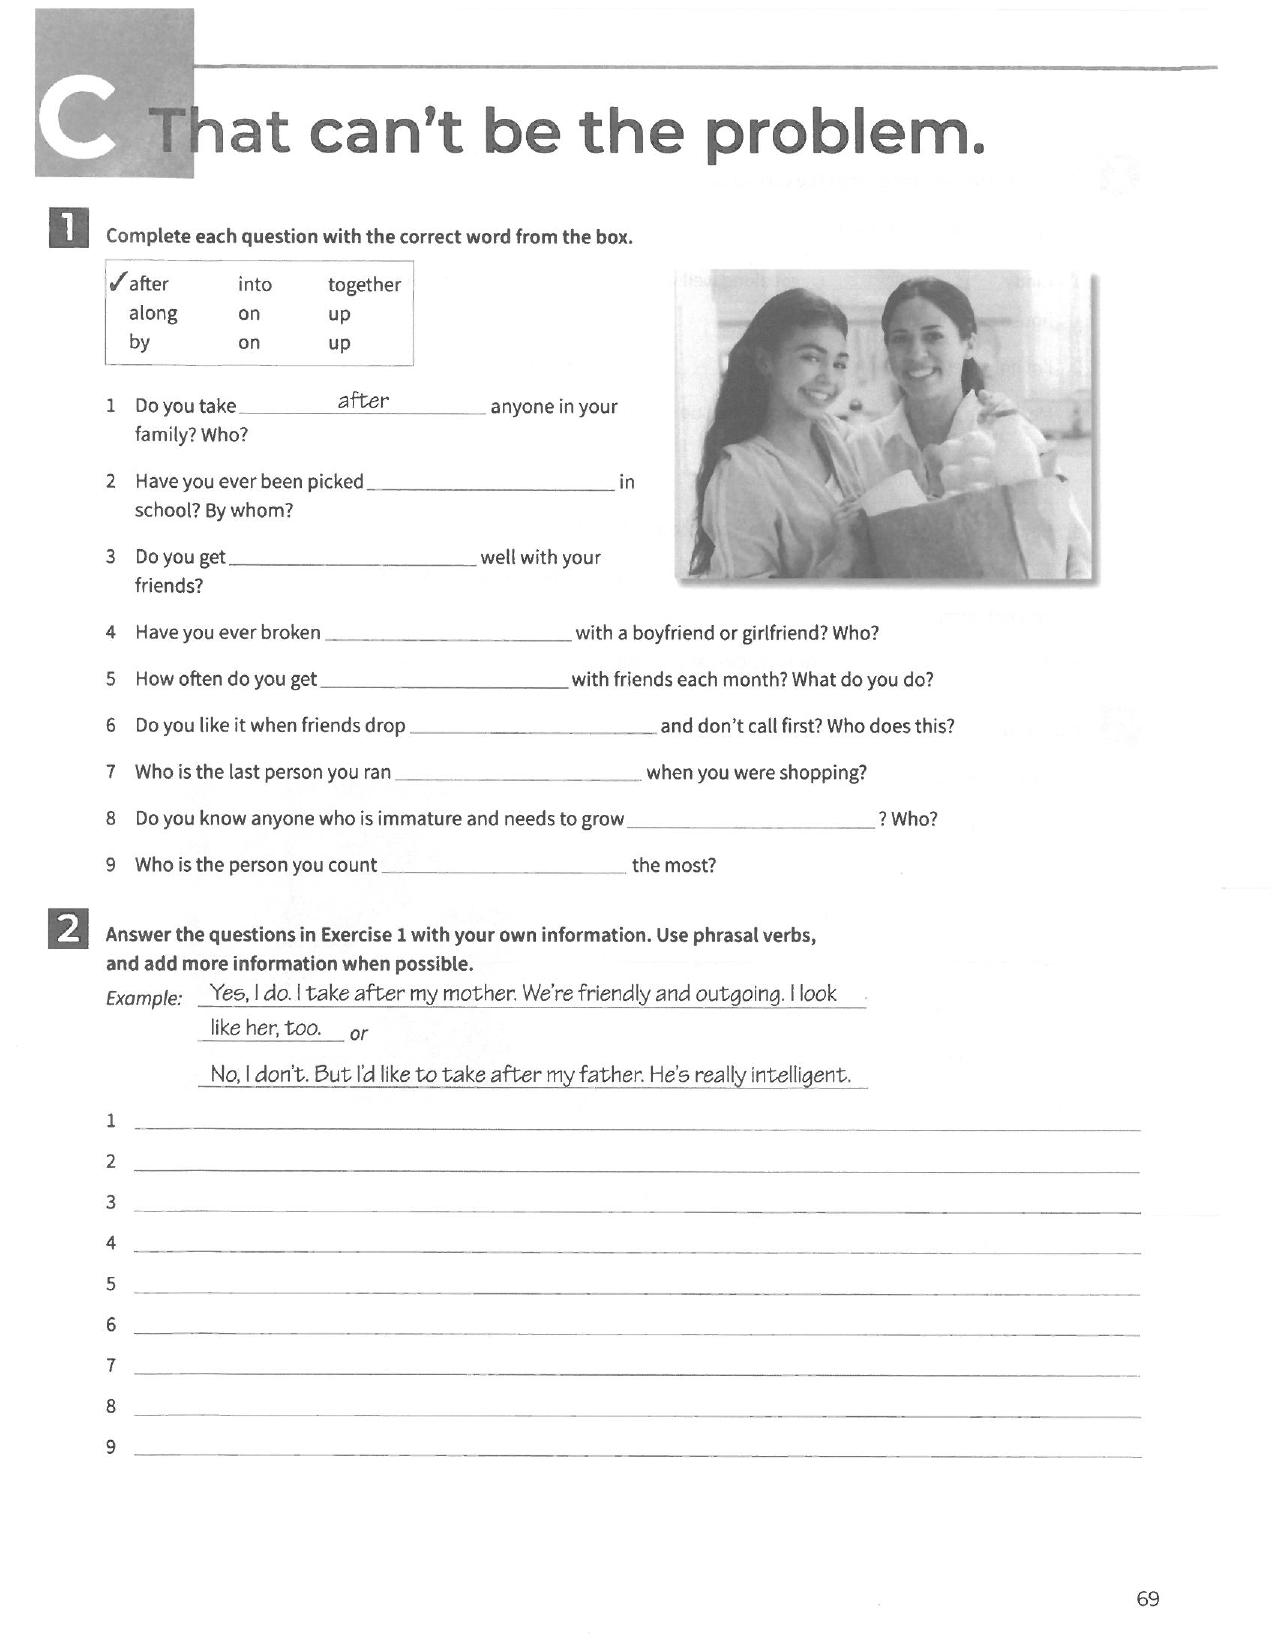 C That can't be the problem.
1 Complete each question with the correct word from the box.
✓ after into together
along on up
by on up
1 Do you take after anyone in your
family? Who?
2 Have you ever been picked ____ in
school? By whom?
3 Do you get ____ well with your
friends?
4 Have you ever broken ____ with a boyfriend or girlfriend? Who?
5 How often do you get ____ with friends each month? What do you do?
6 Do you like it when friends drop ____ and don't call first? Who does this?
7 Who is the last person you ran ____ when you were shopping?
8 Do you know anyone who is immature and needs to grow ____? Who?
9 Who is the person you count ____ the most?
2 Answer the questions in Exercise 1 with your own information. Use phrasal verbs,
and add more information when possible.
Example: Yes, I do. I take after my mother. We're friendly and outgoing. I look
like her, too. or
No, I don't. But I'd like to take after my father. He's really intelligent.
1
2
3
4
5
6
7
8
9
69